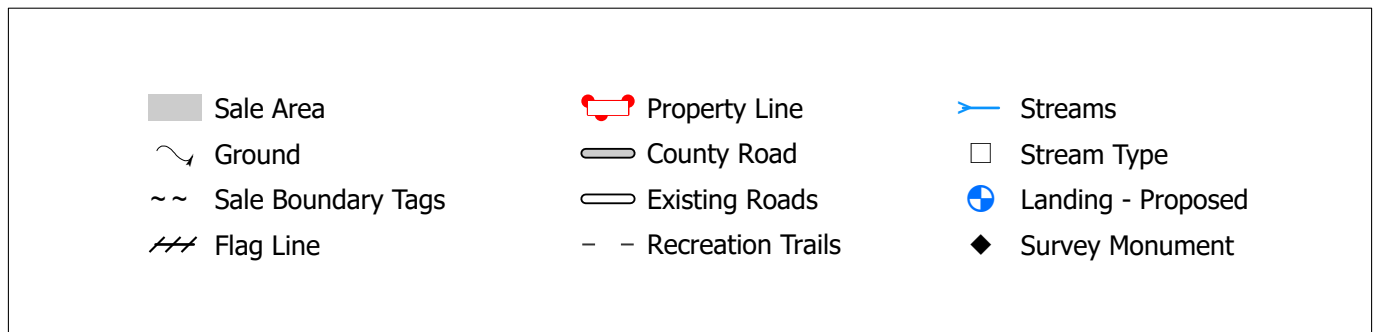 Sale Area
Ground
Sale Boundary Tags
Flag Line
Property Line
County Road
Existing Roads
Recreation Trails
Streams
Stream Type
Landing - Proposed
Survey Monument